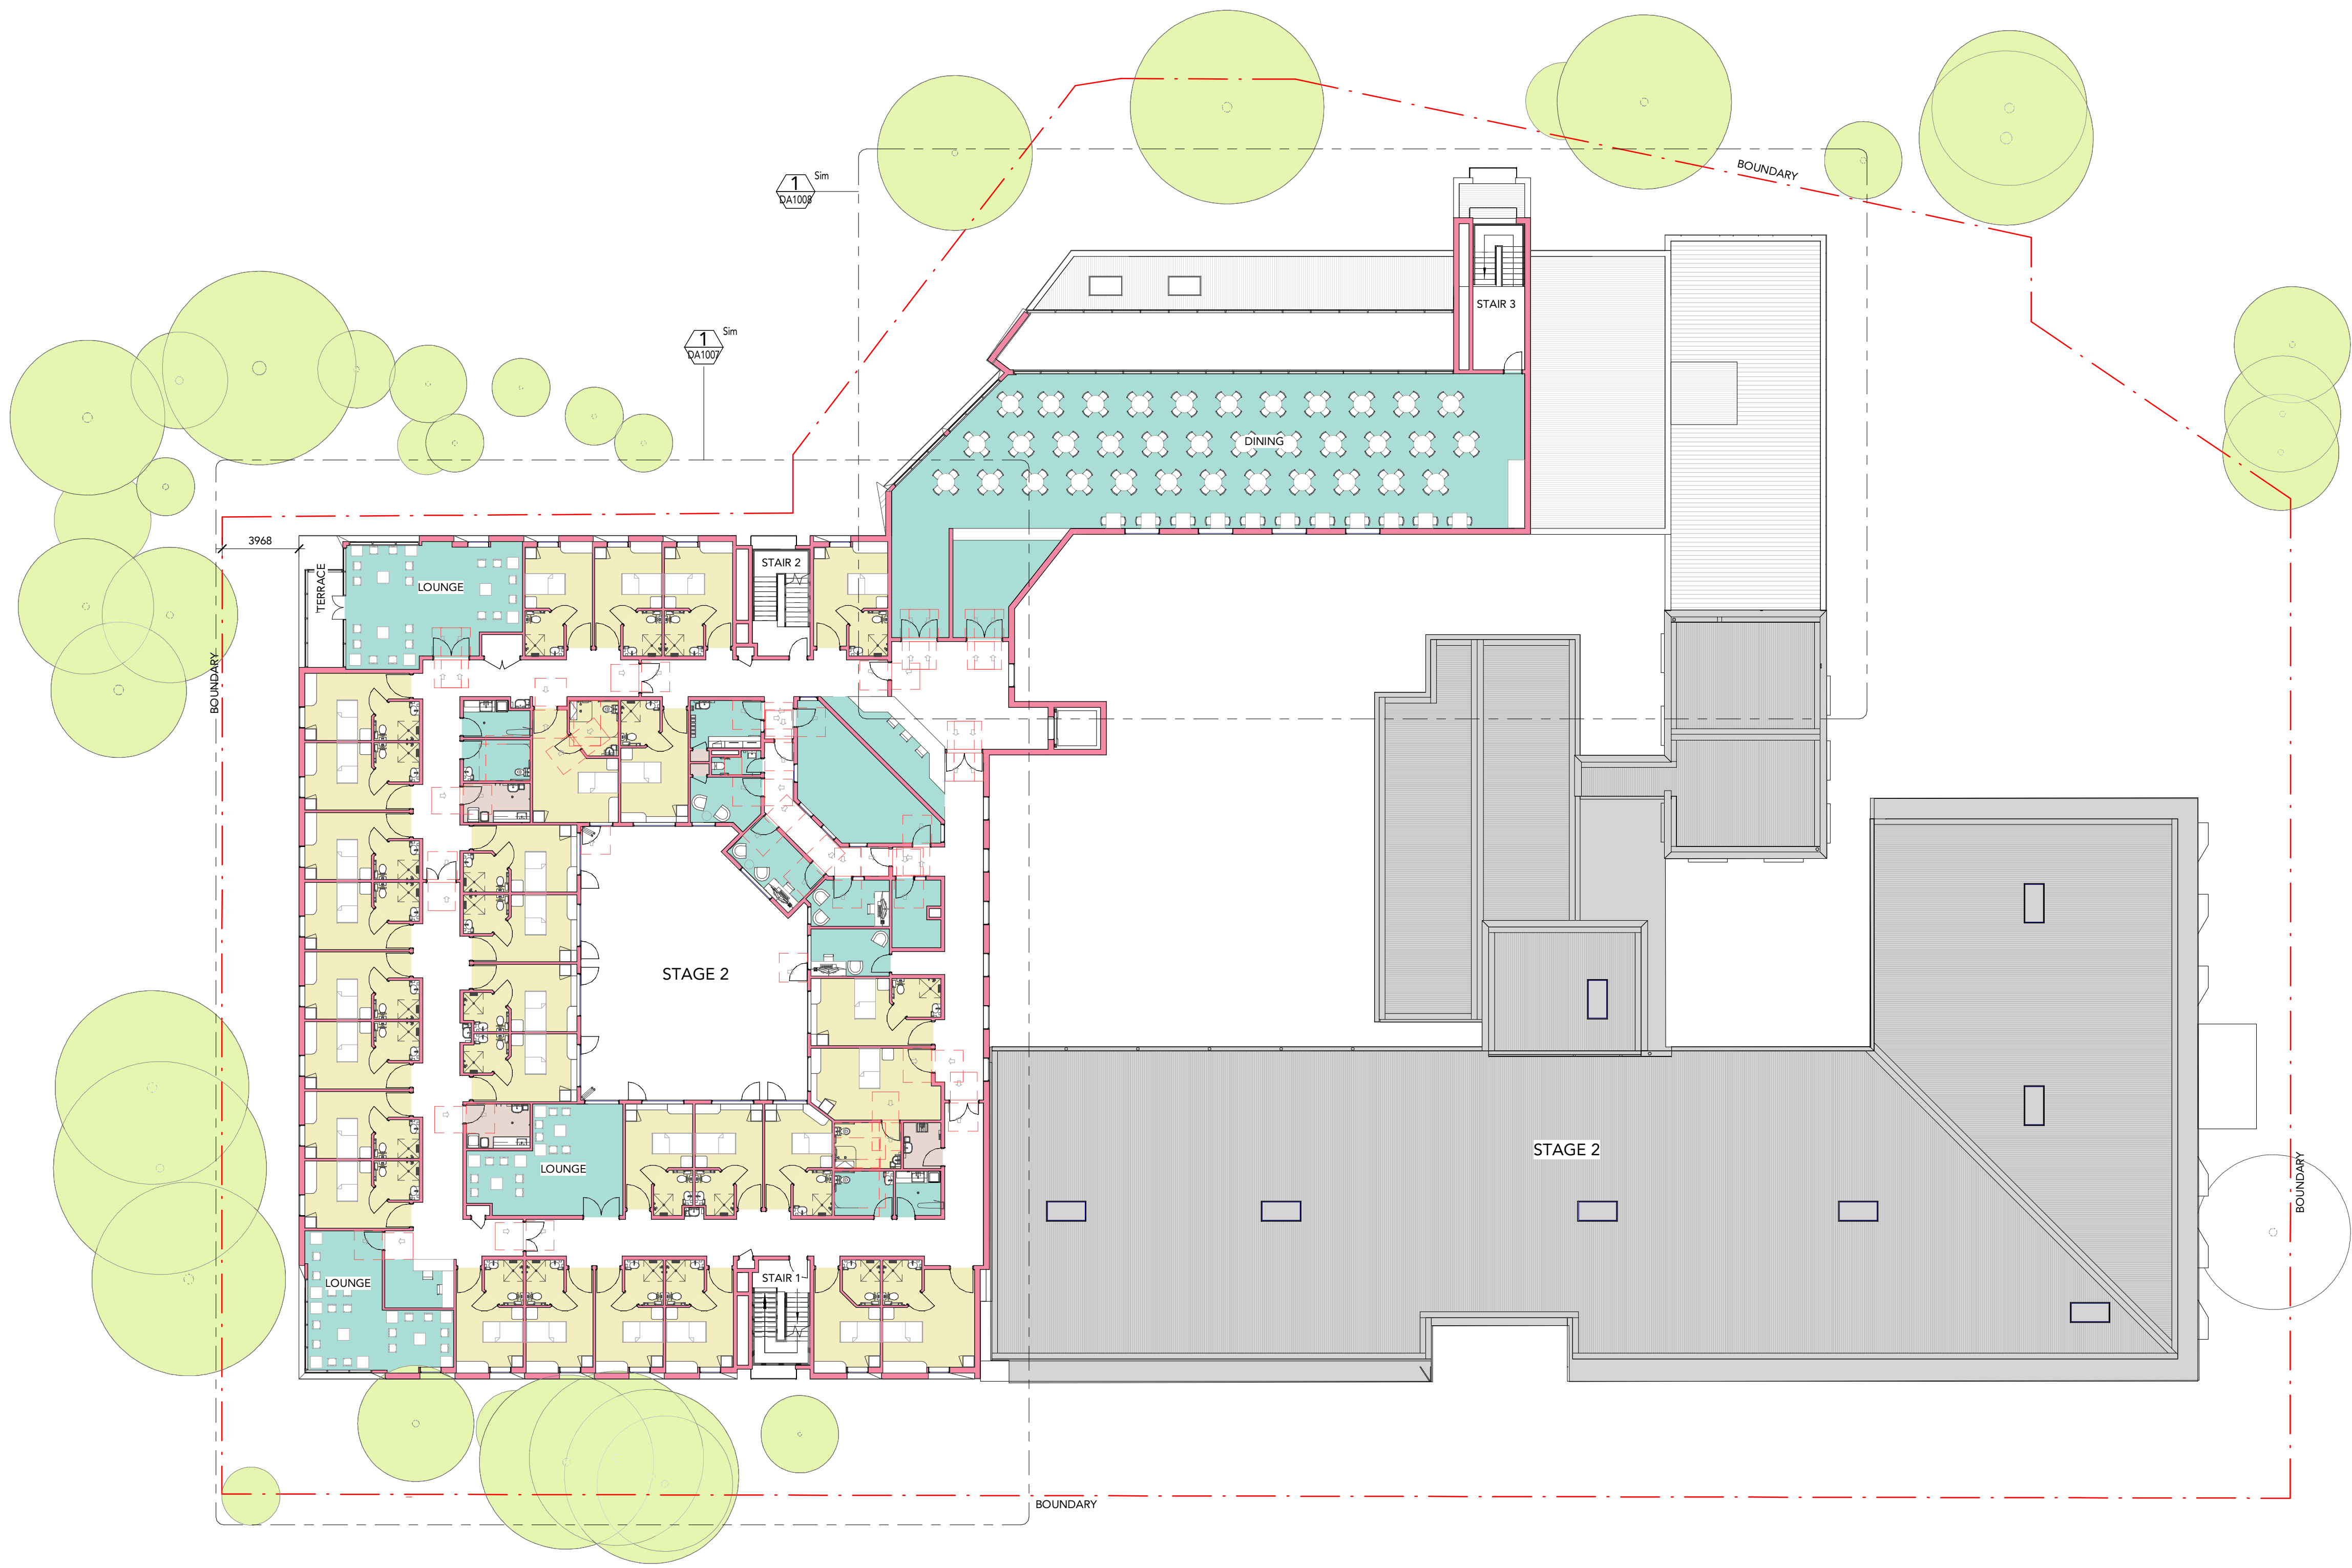 BOUNDARY
1
Sim
DA1008
STAIR 3
1
Sim
DA1007
DINING
3968
STAIR 2
TERRACE
LOUNGE
BOUNDARY
STAGE 2
STAGE 2
LOUNGE
BOUNDARY
STAIR 1
LOUNGE
BOUNDARY